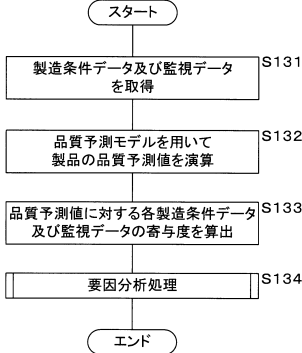 スタート
製造条件データ及び監視データ
を取得
S131
品質予測モデルを用いて
製品の品質予測値を演算
S132
品質予測値に対する各製造条件データ
及び監視データの寄与度を算出
S133
要因分析処理
S134
エンド